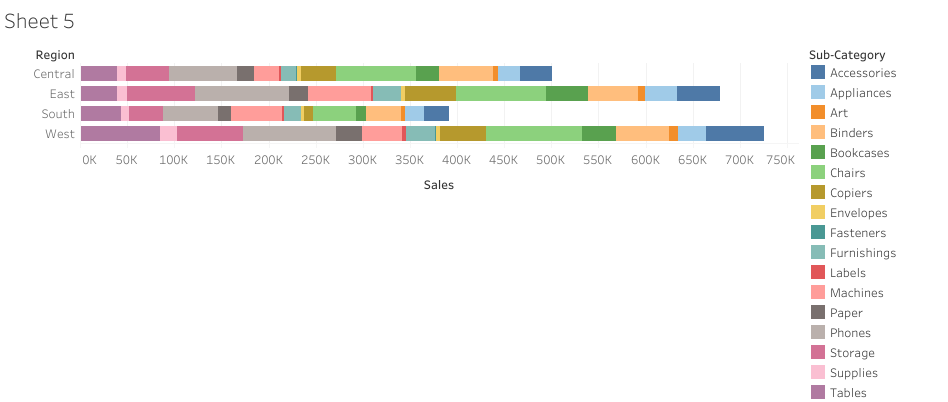 Sheet 5
Region
Central
East
South
West
0K 50K 100K 150K 200K 250K 300K 350K 400K 450K 500K 550K 600K 650K 700K 750K
Sales
Sub-Category
Accessories
Appliances
Art
Binders
Bookcases
Chairs
Copiers
Envelopes
Fasteners
Furnishings
Labels
Machines
Paper
Phones
Storage
Supplies
Tables